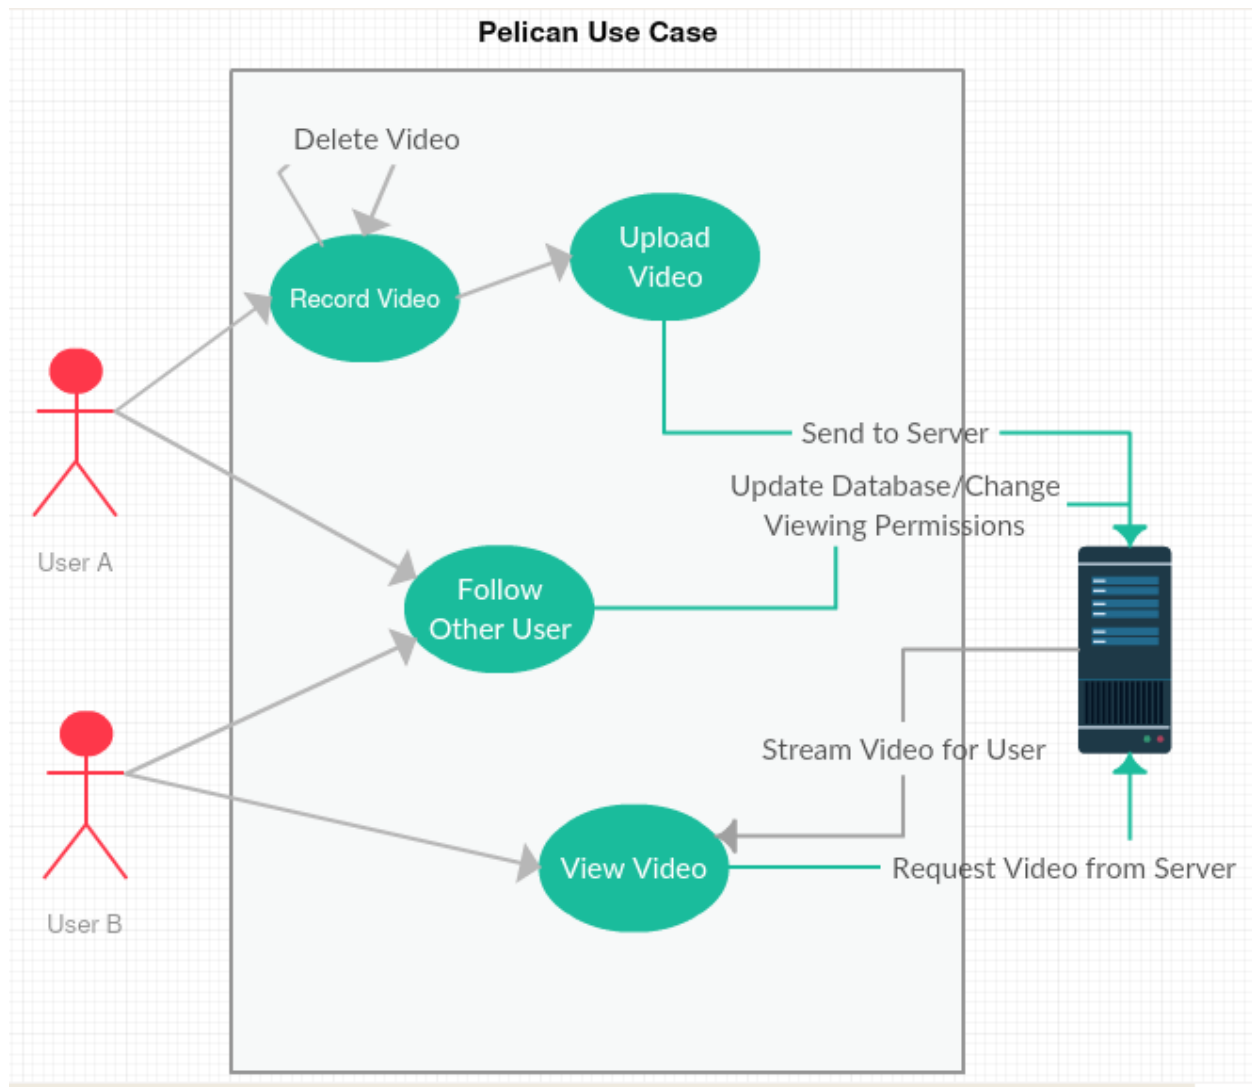 Pelican Use Case
Delete Video
Upload
Video
Record Video
Send to Server
Update Database/Change
Viewing Permissions
User A
Follow
Other User
Stream Video for User
View Video
Request Video from Server
User B